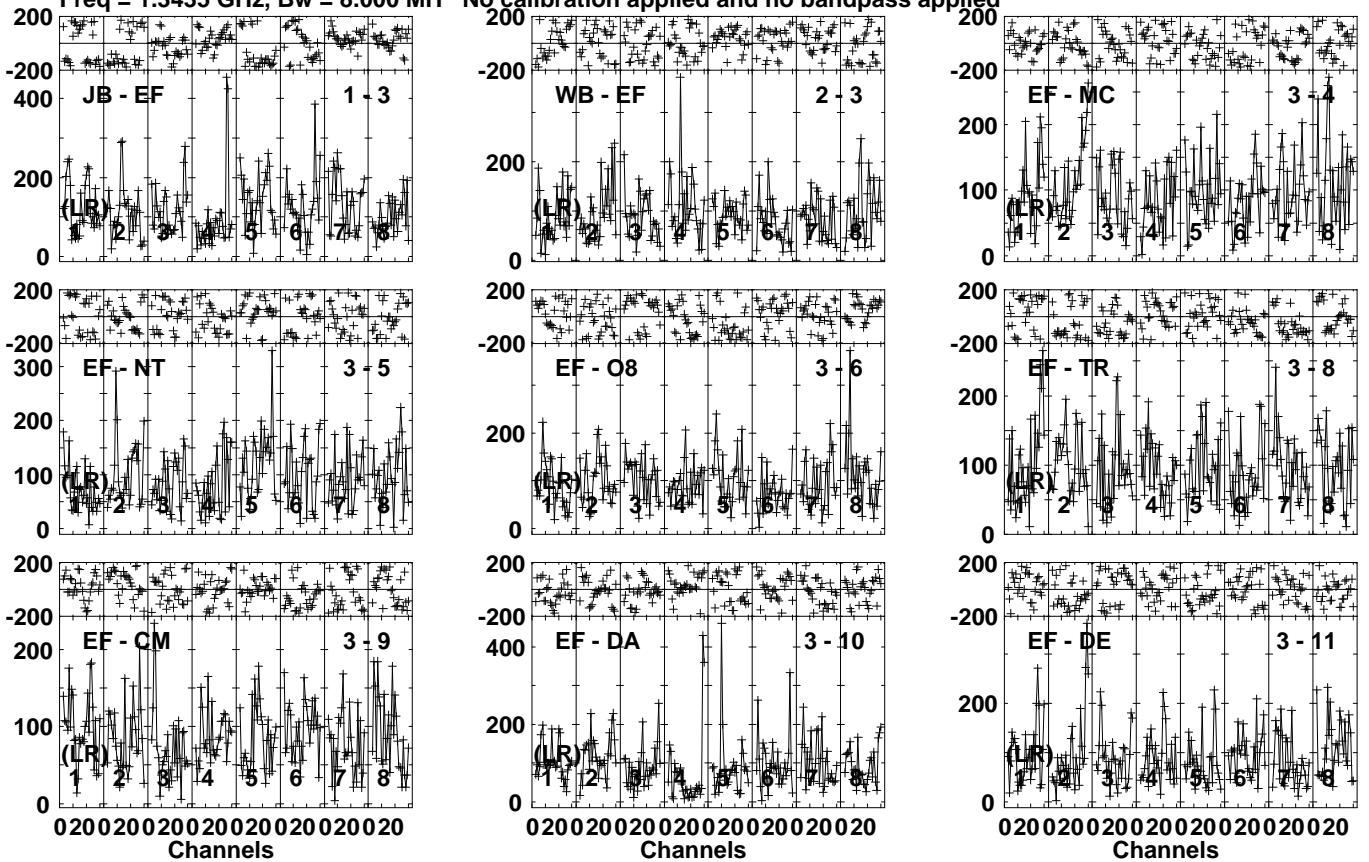 Freq = 1.3435 GHz, Bw = 8.000 MH No calibration applied and no bandpass applied
200
-200
JB - EF 1 - 3
400
200
0
(LR)
1 2 3 4 5 6 7 8
WB - EF 2 - 3
200
0
(LR)
1 2 3 4 5 6 7 8
200
-200
EF - MC 3 - 4
200
100
0
(LR)
1 2 3 4 5 6 7 8
200
-200
EF - NT 3 - 5
300
200
100
0
(LR)
1 2 3 4 5 6 7 8
200
-200
EF - O8 3 - 6
200
0
(LR)
1 2 3 4 5 6 7 8
200
-200
EF - TR 3 - 8
200
100
0
(LR)
1 2 3 4 5 6 7 8
200
-200
EF - CM 3 - 9
200
100
0
(LR)
1 2 3 4 5 6 7 8
200
-200
EF - DA 3 - 10
400
200
0
(LR)
1 2 3 4 5 6 7 8
200
-200
EF - DE 3 - 11
200
0
(LR)
1 2 3 4 5 6 7 8
0 20 0 20 0 20 0 20 0 20 0 20 0 20 0 20
Channels
0 20 0 20 0 20 0 20 0 20 0 20 0 20 0 20
Channels
0 20 0 20 0 20 0 20 0 20 0 20 0 20 0 20
Channels